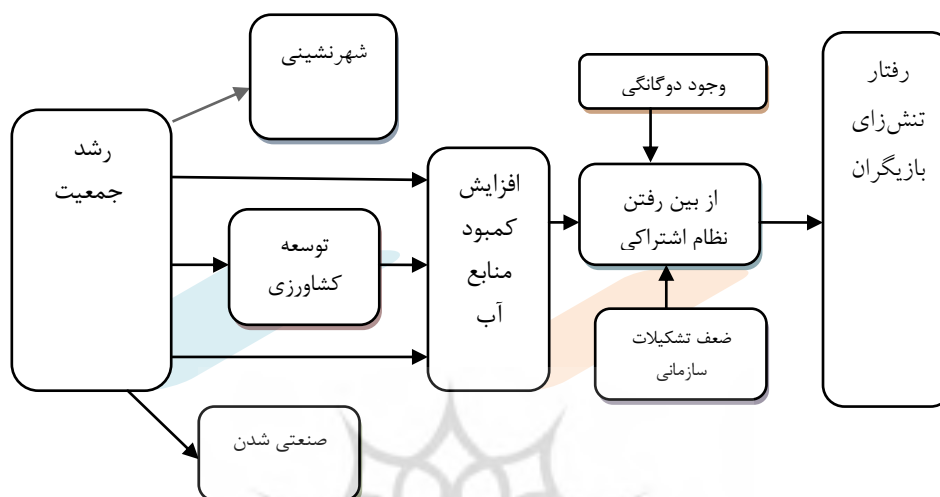 شهرنشینی
رشد
جمعیت
توسعه
کشاورزی
صنعتی شدن
افزایش
کمبود
منابع
آب
وجود دوگانگی
از بین رفتن
نظام اشتراکی
ضعف تشکیلات
سازمانی
رفتار
تنش‌زای
بازیگران